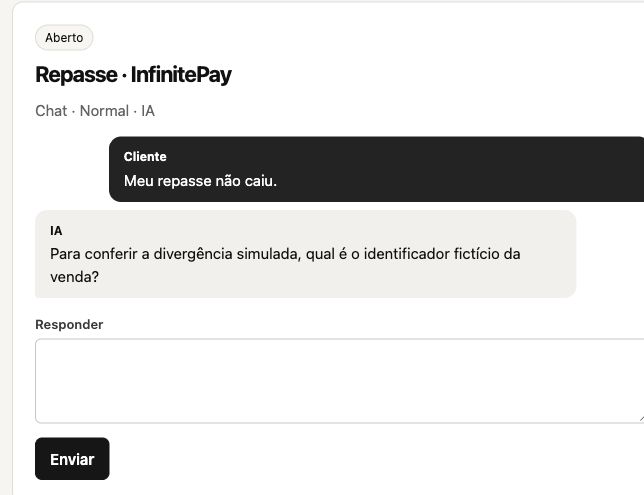 Aberto
Repasse · InfinitePay
Chat · Normal · IA
Cliente
Meu repasse não caiu.
IA
Para conferir a divergência simulada, qual é o identificador fictício da
venda?
Responder
Enviar